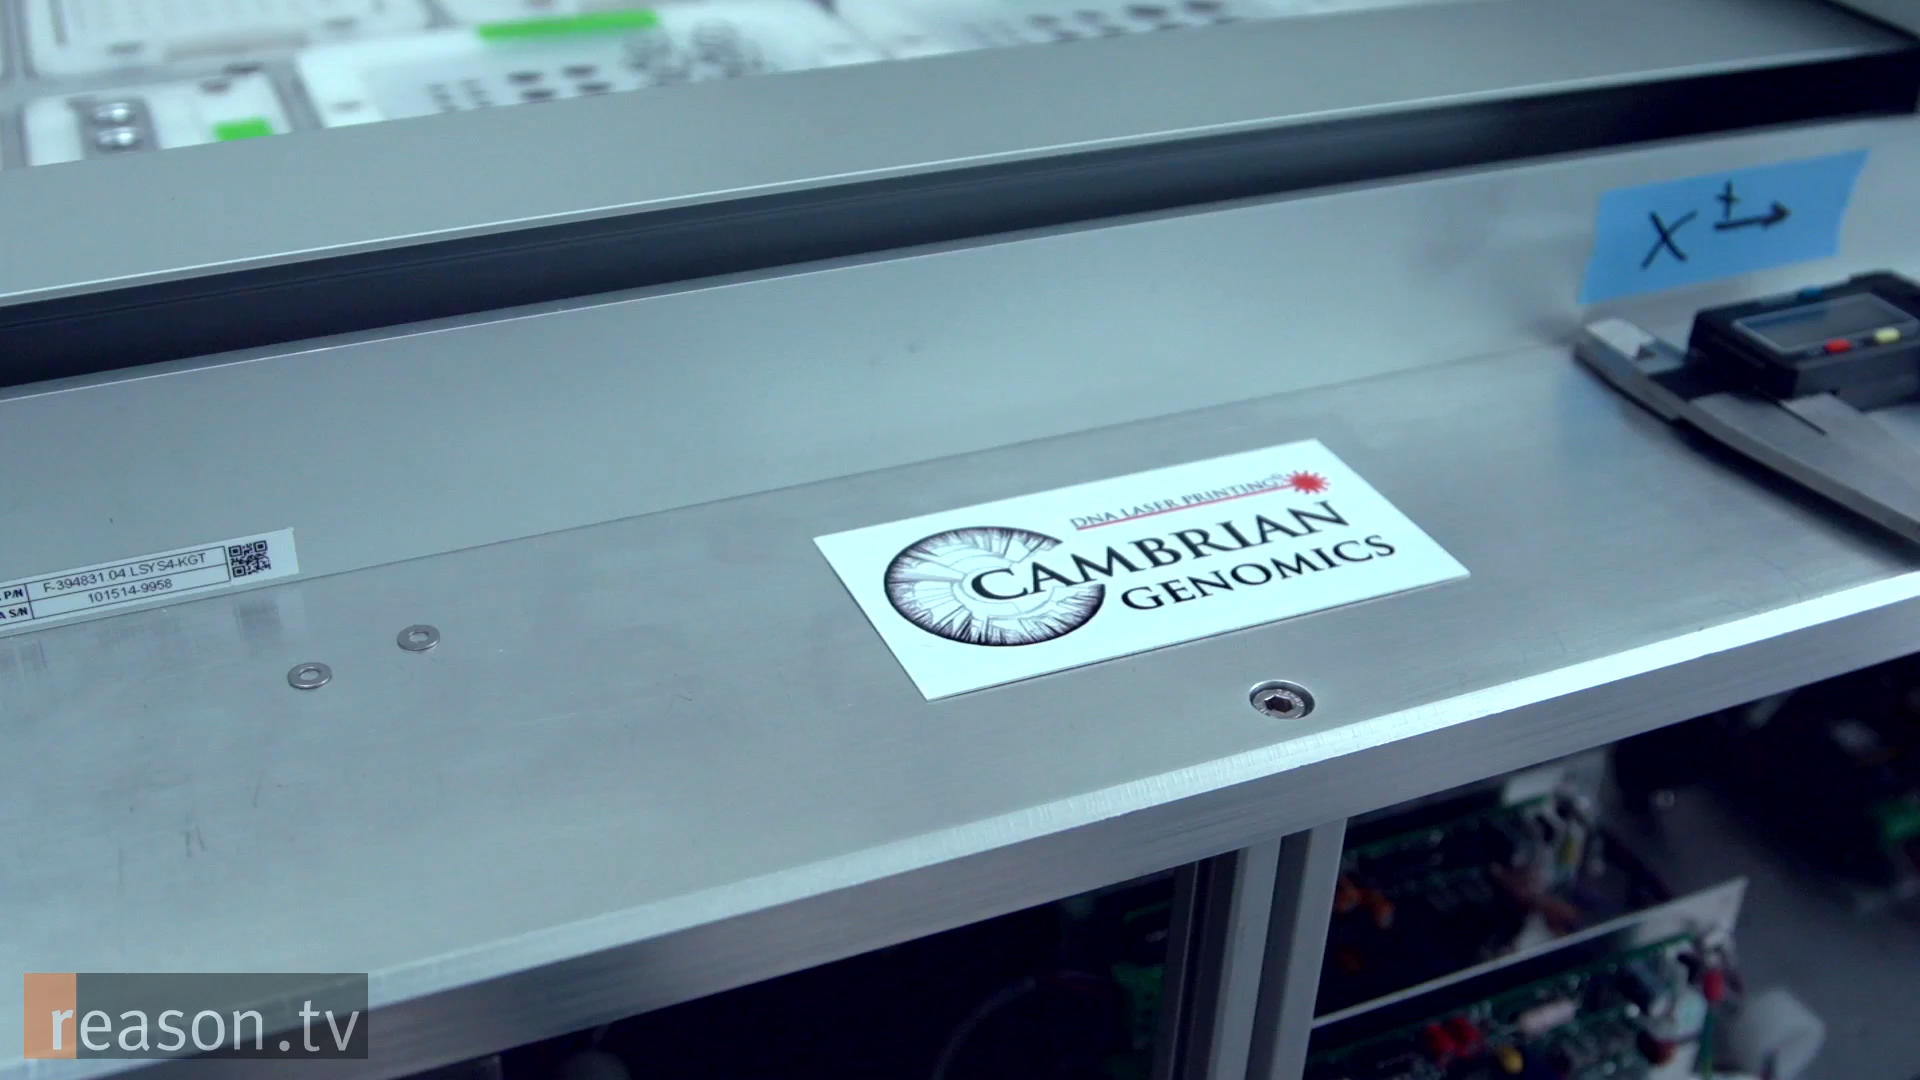 X ±→
DNA LASER PRINTING
CAMBRIAN
GENOMICS
P/N F-394831.04 LSYS4-KGT
A S/N 101514-9958
reason.tv